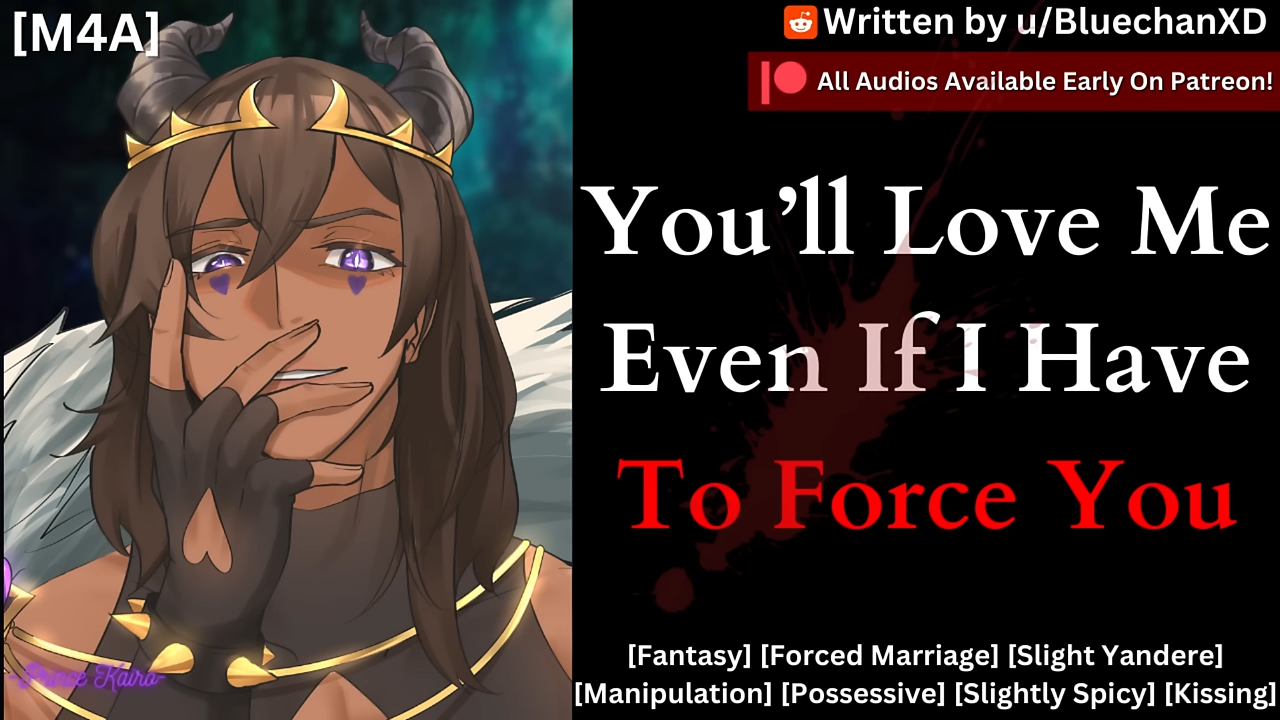 [M4A]
Written by u/BluechanXD
All Audios Available Early On Patreon!
You'll Love Me
Even If I Have
To Force You
[Fantasy] [Forced Marriage] [Slight Yandere]
[Manipulation] [Possessive] [Slightly Spicy] [Kissing]
-Prince Kairo-